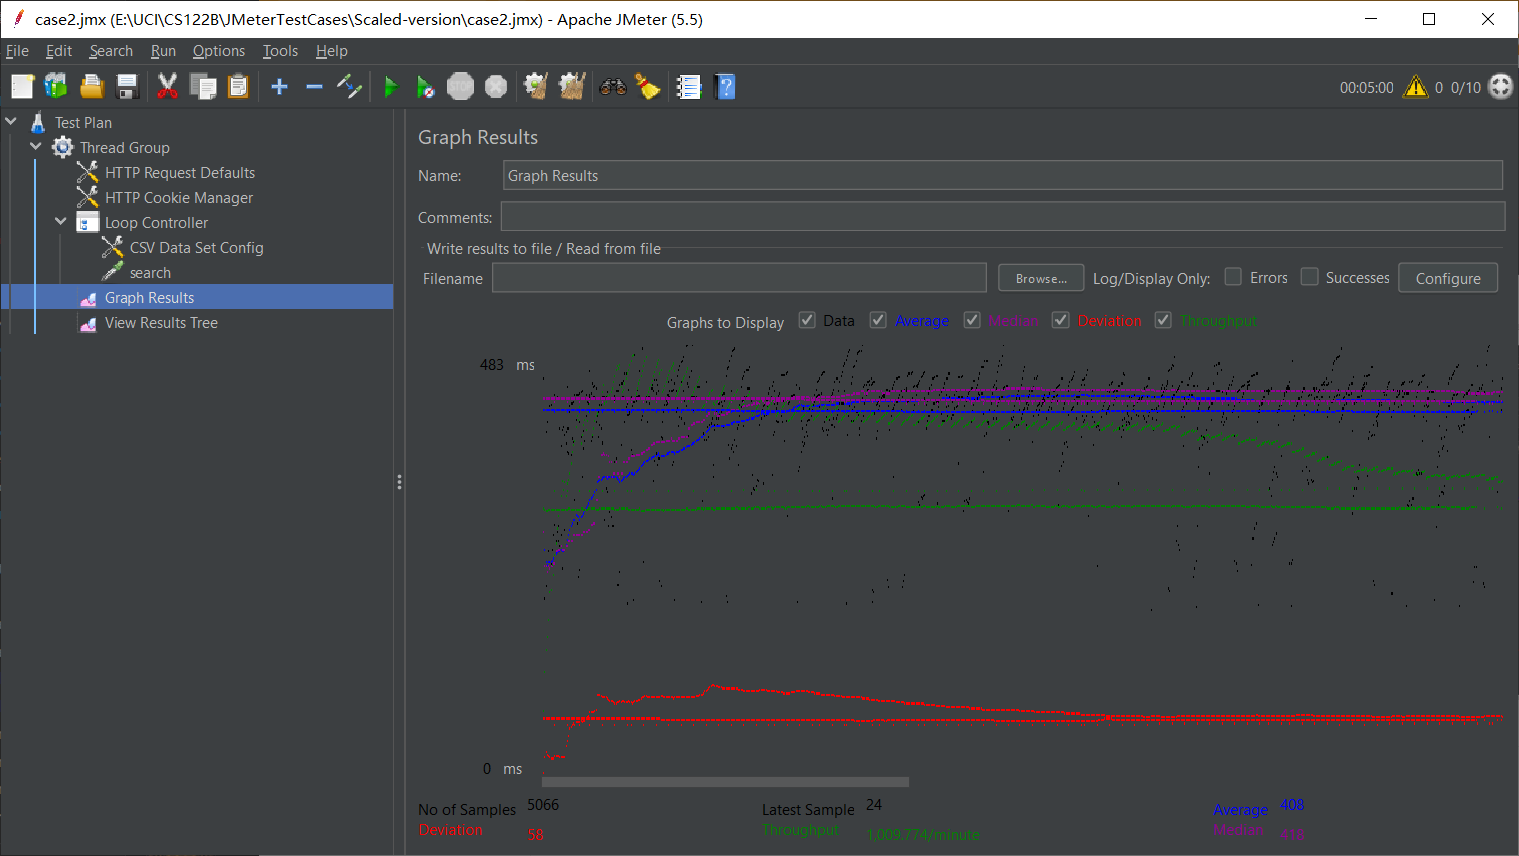 case2.jmx (E:\UCI\CS122B\JMeterTestCases\Scaled-version\case2.jmx) - Apache JMeter (5.5)
File Edit Search Run Options Tools Help
STOP
00:05:00 0 0/10
Test Plan
Thread Group
HTTP Request Defaults
HTTP Cookie Manager
Loop Controller
CSV Data Set Config
search
Graph Results
View Results Tree
Graph Results
Name: Graph Results
Comments:
Write results to file / Read from file
Filename Browse... Log/Display Only: Errors Successes Configure
Graphs to Display Data Average Median Deviation Throughput
483 ms
0 ms
No of Samples 5066 Latest Sample 24 Average 408
Deviation 58 Throughput 1,009.774/minute Median